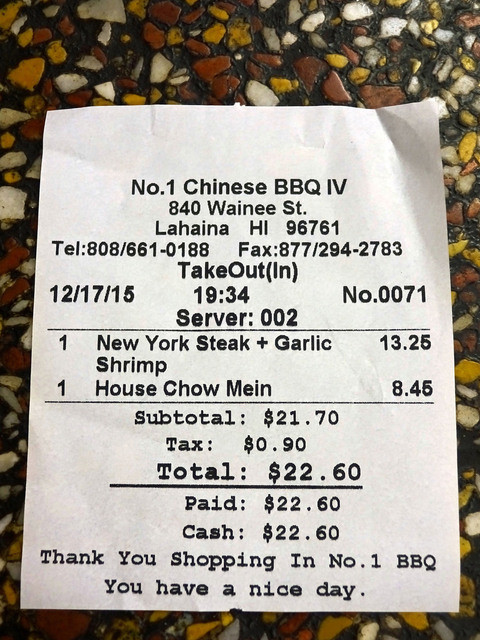 No.1 Chinese BBQ IV
840 Wainee St.
Lahaina HI 96761
Tel:808/661-0188 Fax:877/294-2783
TakeOut(In)
12/17/15 19:34 No.0071
Server: 002
1 New York Steak + Garlic 13.25
Shrimp
1 House Chow Mein 8.45
Subtotal: $21.70
Tax: $0.90
Total: $22.60
Paid: $22.60
Cash: $22.60
Thank You Shopping In No.1 BBQ
You have a nice day.